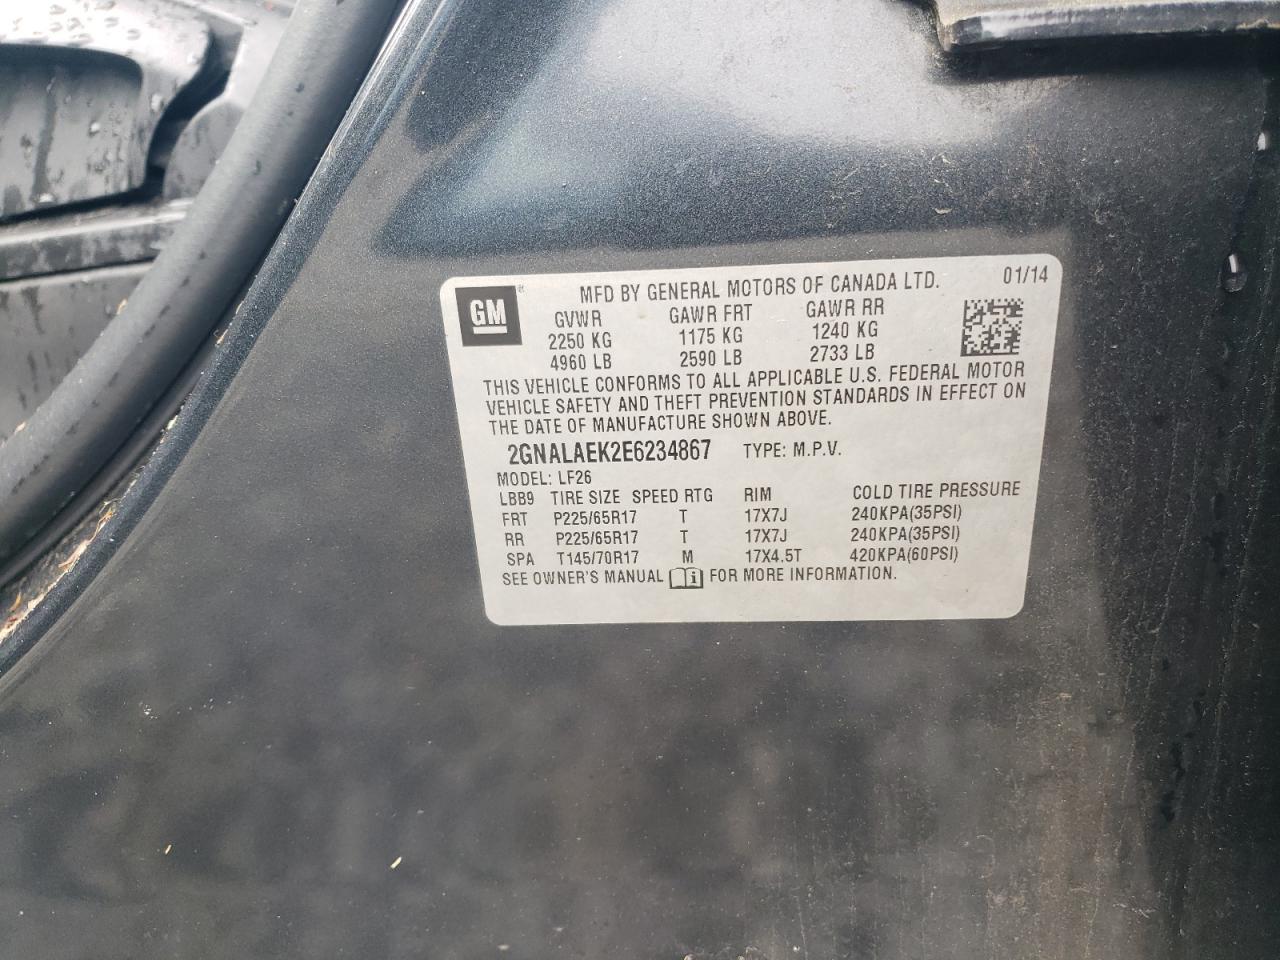 GM
MFD BY GENERAL MOTORS OF CANADA LTD. 01/14
GVWR GAWR FRT GAWR RR
2250 KG 1175 KG 1240 KG
4960 LB 2590 LB 2733 LB
THIS VEHICLE CONFORMS TO ALL APPLICABLE U.S. FEDERAL MOTOR
VEHICLE SAFETY AND THEFT PREVENTION STANDARDS IN EFFECT ON
THE DATE OF MANUFACTURE SHOWN ABOVE.
2GNALAEK2E6234867 TYPE: M.P.V.
MODEL: LF26
LBB9 TIRE SIZE SPEED RTG RIM COLD TIRE PRESSURE
FRT P225/65R17 T 17X7J 240KPA(35PSI)
RR P225/65R17 T 17X7J 240KPA(35PSI)
SPA T145/70R17 M 17X4.5T 420KPA(60PSI)
SEE OWNER'S MANUAL i FOR MORE INFORMATION.